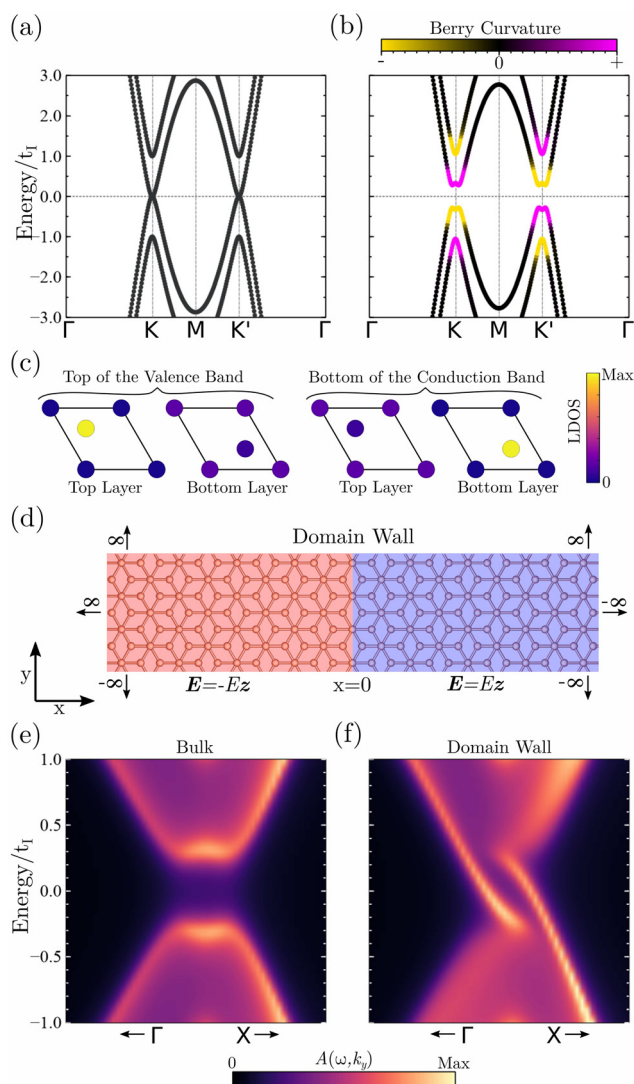 (a)
(b)
Berry Curvature
- 0 +
Energy/t_I
3.0
2.0
1.0
0.0
−1.0
−2.0
−3.0
Γ K M K' Γ
Γ K M K' Γ
(c)
Top of the Valence Band
Bottom of the Conduction Band
Top Layer
Bottom Layer
Top Layer
Bottom Layer
LDOS
Max
0
(d)
Domain Wall
∞
∞
∞
-∞
-∞
-∞
y
x
E=-Ez
x=0
E=Ez
(e)
Bulk
(f)
Domain Wall
Energy/t_I
1.0
0.5
0.0
−0.5
−1.0
←Γ X→
←Γ X→
0 A(ω,k_y) Max